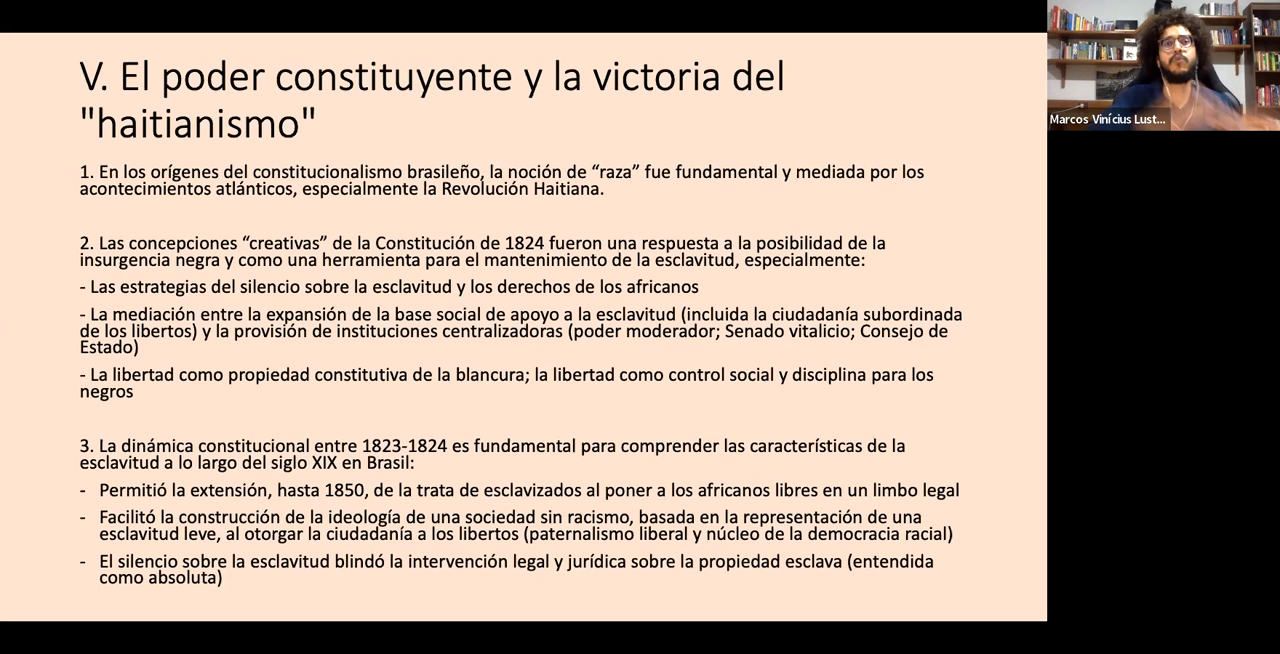 V. El poder constituyente y la victoria del
"haitianismo"
1. En los orígenes del constitucionalismo brasileño, la noción de “raza” fue fundamental y mediada por los
acontecimientos atlánticos, especialmente la Revolución Haitiana.
2. Las concepciones “creativas” de la Constitución de 1824 fueron una respuesta a la posibilidad de la
insurgencia negra y como una herramienta para el mantenimiento de la esclavitud, especialmente:
- Las estrategias del silencio sobre la esclavitud y los derechos de los africanos
- La mediación entre la expansión de la base social de apoyo a la esclavitud (incluida la ciudadanía subordinada
de los libertos) y la provisión de instituciones centralizadoras (poder moderador; Senado vitalicio; Consejo de
Estado)
- La libertad como propiedad constitutiva de la blancura; la libertad como control social y disciplina para los
negros
3. La dinámica constitucional entre 1823-1824 es fundamental para comprender las características de la
esclavitud a lo largo del siglo XIX en Brasil:
- Permitió la extensión, hasta 1850, de la trata de esclavizados al poner a los africanos libres en un limbo legal
- Facilitó la construcción de la ideología de una sociedad sin racismo, basada en la representación de una
esclavitud leve, al otorgar la ciudadanía a los libertos (paternalismo liberal y núcleo de la democracia racial)
- El silencio sobre la esclavitud blindó la intervención legal y jurídica sobre la propiedad esclava (entendida
como absoluta)
Marcos Vinícius Lust...